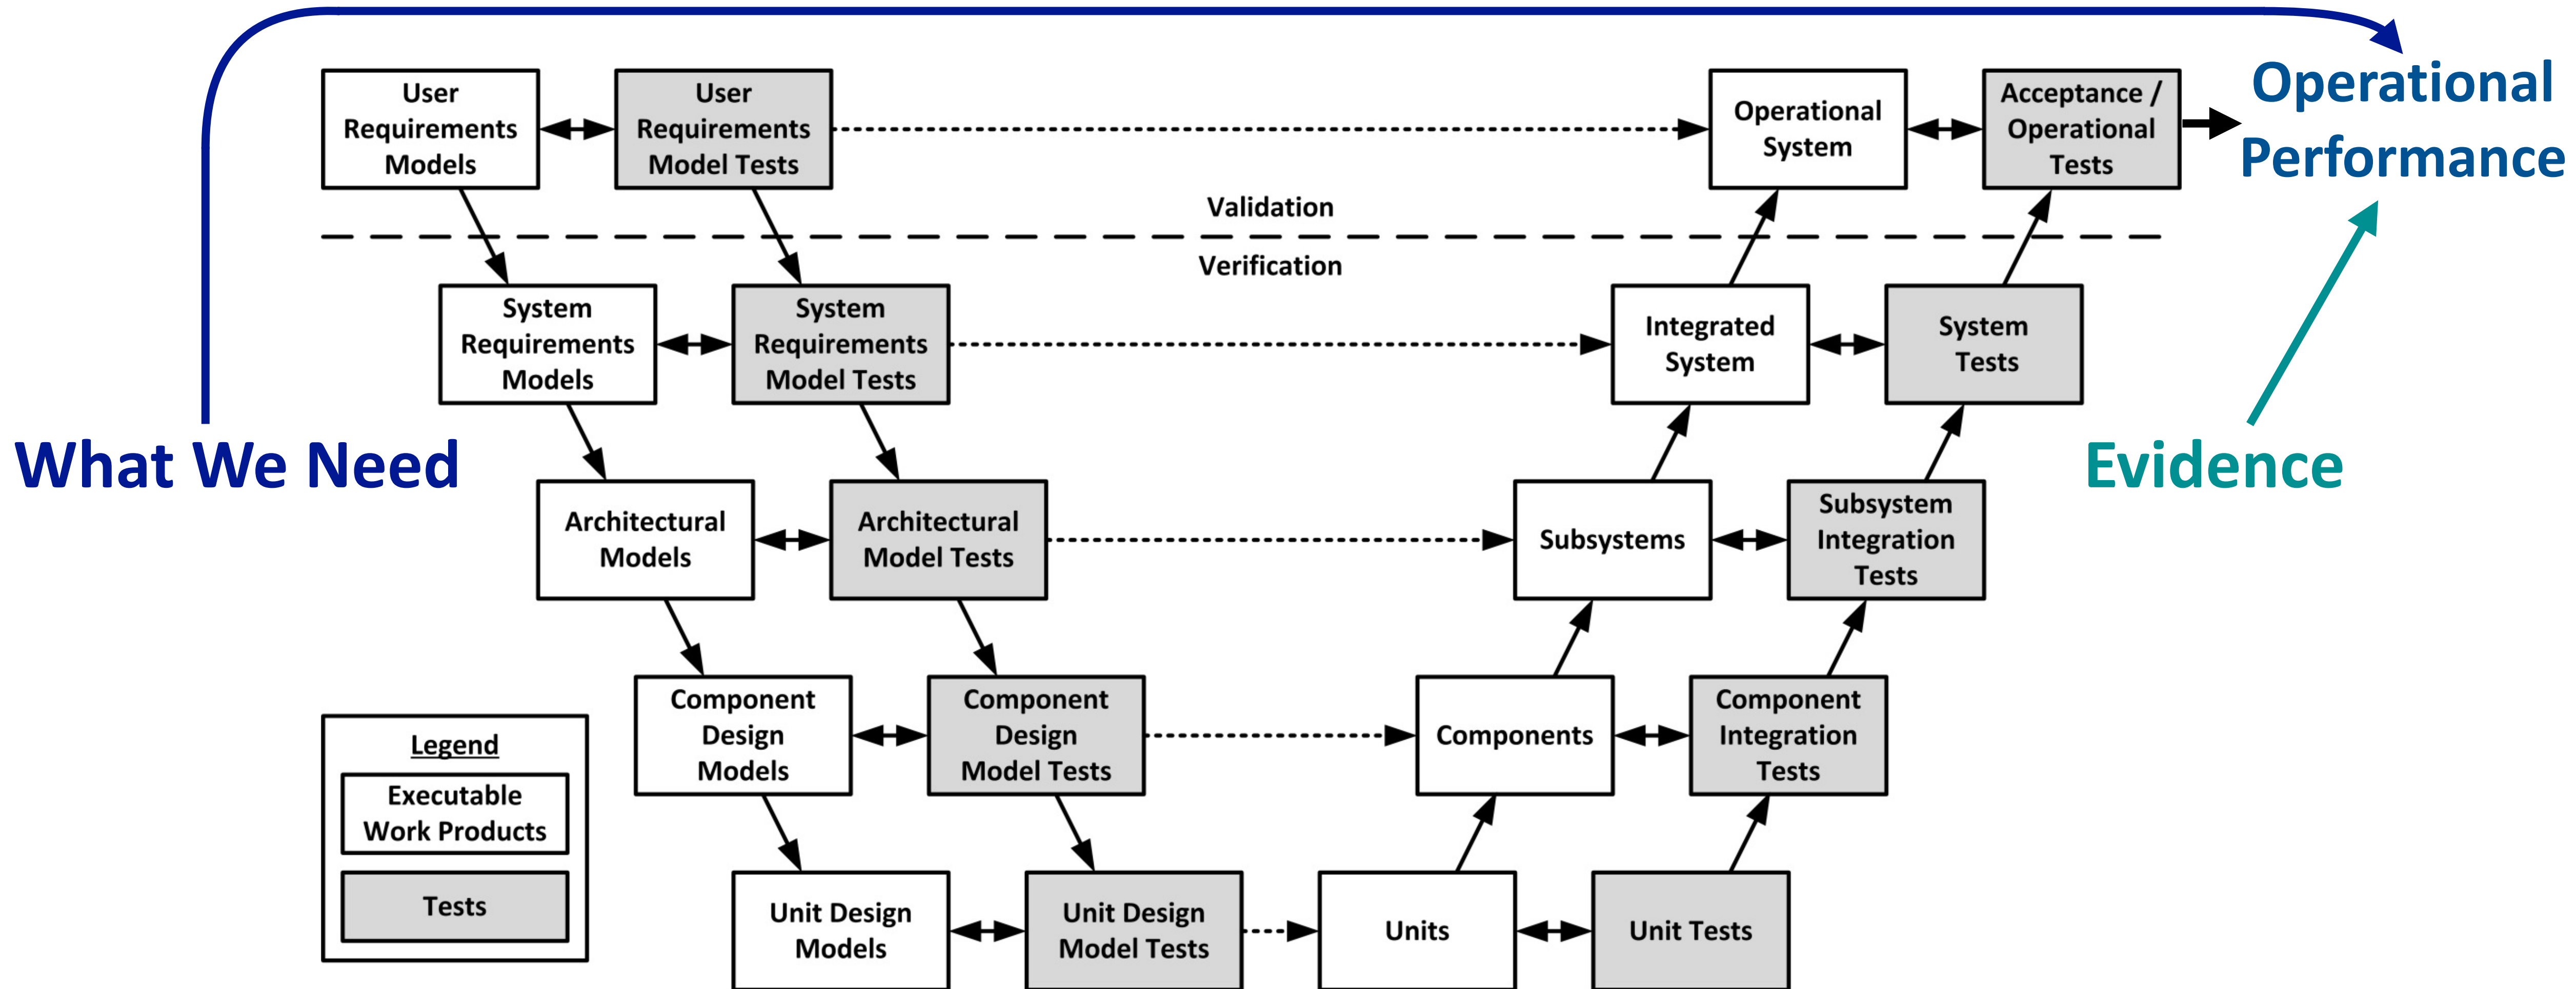 User
Requirements
Models
User
Requirements
Model Tests
Operational
System
Acceptance /
Operational
Tests
Operational
Performance
Validation
Verification
System
Requirements
Models
System
Requirements
Model Tests
Integrated
System
System
Tests
What We Need
Evidence
Architectural
Models
Architectural
Model Tests
Subsystems
Subsystem
Integration
Tests
Component
Design
Models
Component
Design
Model Tests
Components
Component
Integration
Tests
Legend
Executable
Work Products
Tests
Unit Design
Models
Unit Design
Model Tests
Units
Unit Tests